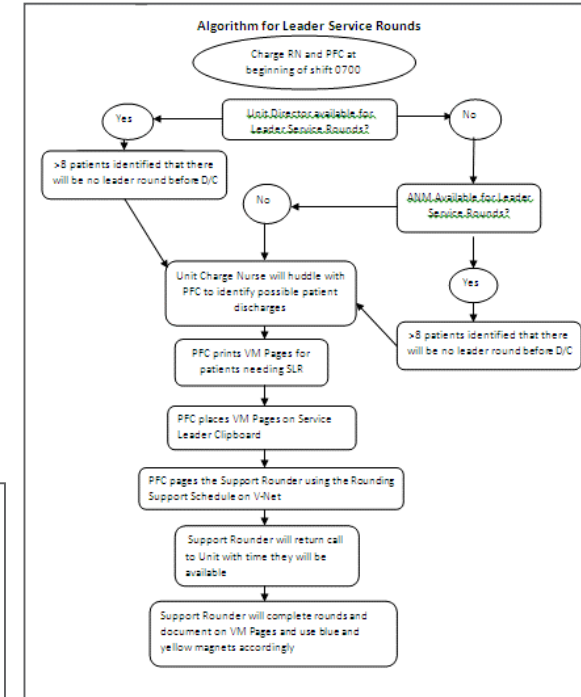 Algorithm for Leader Service Rounds
Charge RN and PFC at
beginning of shift 0700
Yes
Unit Director available for
Leader Service Rounds?
No
>8 patients identified that there
will be no leader round before D/C
No
ANM Available for Leader
Service Rounds?
Unit Charge Nurse will huddle with
PFC to identify possible patient
discharges
Yes
>8 patients identified that there
will be no leader round before D/C
PFC prints VM Pages for
patients needing SLR
PFC places VM Pages on Service
Leader Clipboard
PFC pages the Support Rounder using the Rounding
Support Schedule on V-Net
Support Rounder will return call
to Unit with time they will be
available
Support Rounder will complete rounds and
document on VM Pages and use blue and
yellow magnets accordingly